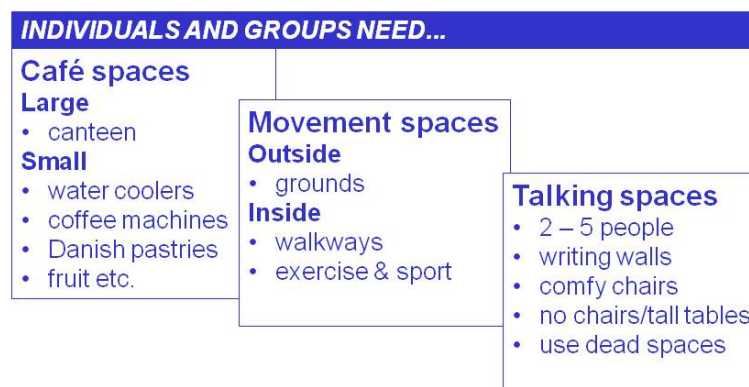 INDIVIDUALS AND GROUPS NEED...
Café spaces
Large
• canteen
Small
• water coolers
• coffee machines
• Danish pastries
• fruit etc.
Movement spaces
Outside
• grounds
Inside
• walkways
• exercise & sport
Talking spaces
• 2 – 5 people
• writing walls
• comfy chairs
• no chairs/tall tables
• use dead spaces